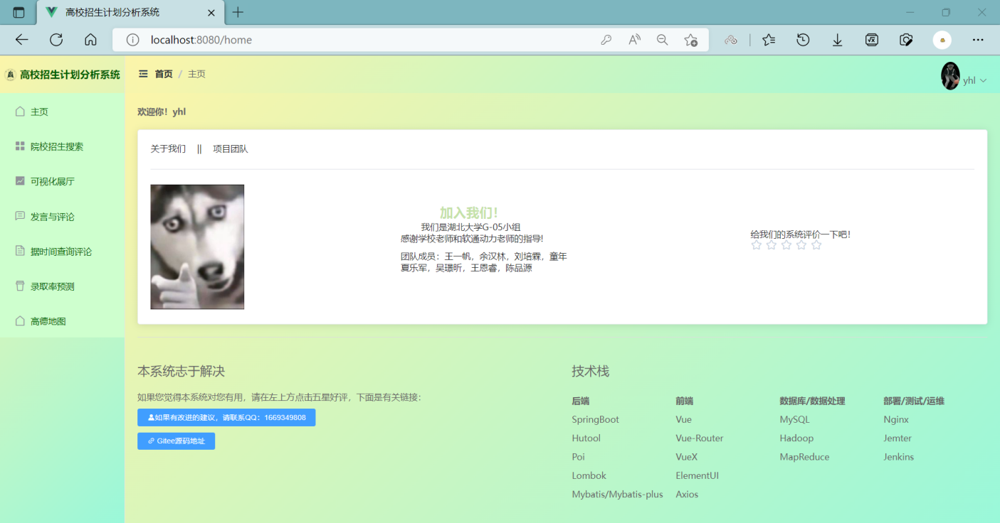 高校招生计划分析系统
localhost:8080/home
高校招生计划分析系统
首页 / 主页
yhl
主页
院校招生搜索
可视化展厅
发言与评论
据时间查询评论
录取率预测
高德地图
欢迎你！yhl
关于我们 || 项目团队
加入我们！
我们是湖北大学G-05小组
感谢学校老师和软通动力老师的指导!
团队成员：王一帆，余汉林，刘培霖，童年
夏乐军，吴璟昕，王恩睿，陈品源
给我们的系统评价一下吧!
本系统志于解决
如果您觉得本系统对您有用，请在左上方点击五星好评，下面是有关链接：
如果有改进的建议，请联系QQ：1669349808
Gitee源码地址
技术栈
后端 前端 数据库/数据处理 部署/测试/运维
SpringBoot Vue MySQL Nginx
Hutool Vue-Router Hadoop Jemter
Poi VueX MapReduce Jenkins
Lombok ElementUI
Mybatis/Mybatis-plus Axios